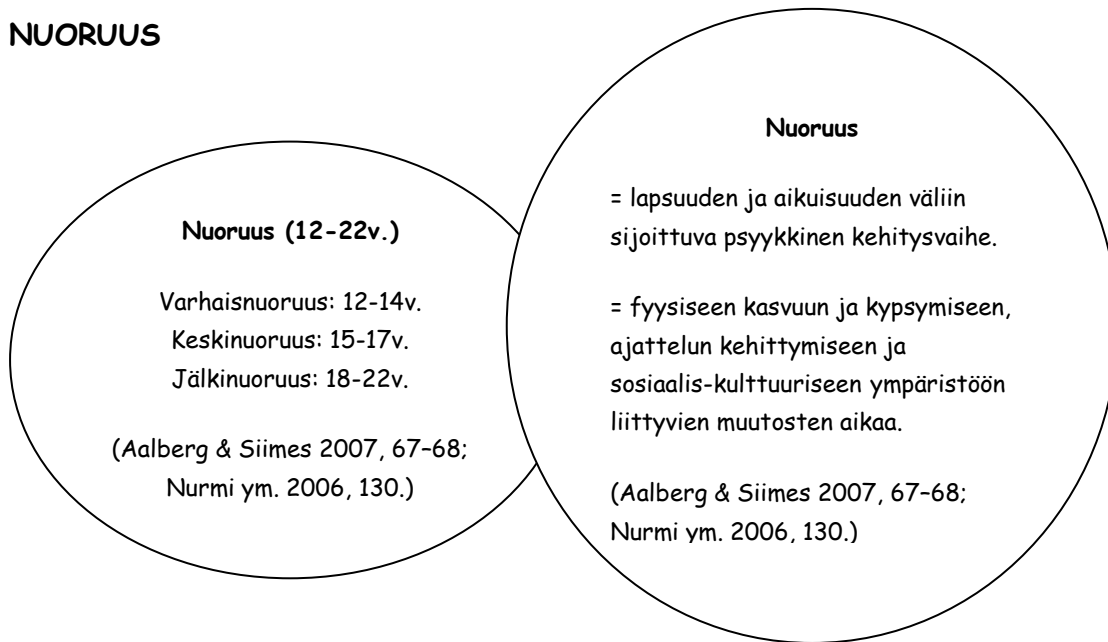 NUORUUS
Nuoruus (12-22v.)
Varhaisnuoruus: 12-14v.
Keskinuoruus: 15-17v.
Jälkinuoruus: 18-22v.
(Aalberg & Siimes 2007, 67–68;
Nurmi ym. 2006, 130.)
Nuoruus
= lapsuuden ja aikuisuuden väliin
sijoittuva psyykkinen kehitysvaihe.
= fyysiseen kasvuun ja kypsymiseen,
ajattelun kehittymiseen ja
sosiaalis-kulttuuriseen ympäristöön
liittyvien muutosten aikaa.
(Aalberg & Siimes 2007, 67–68;
Nurmi ym. 2006, 130.)